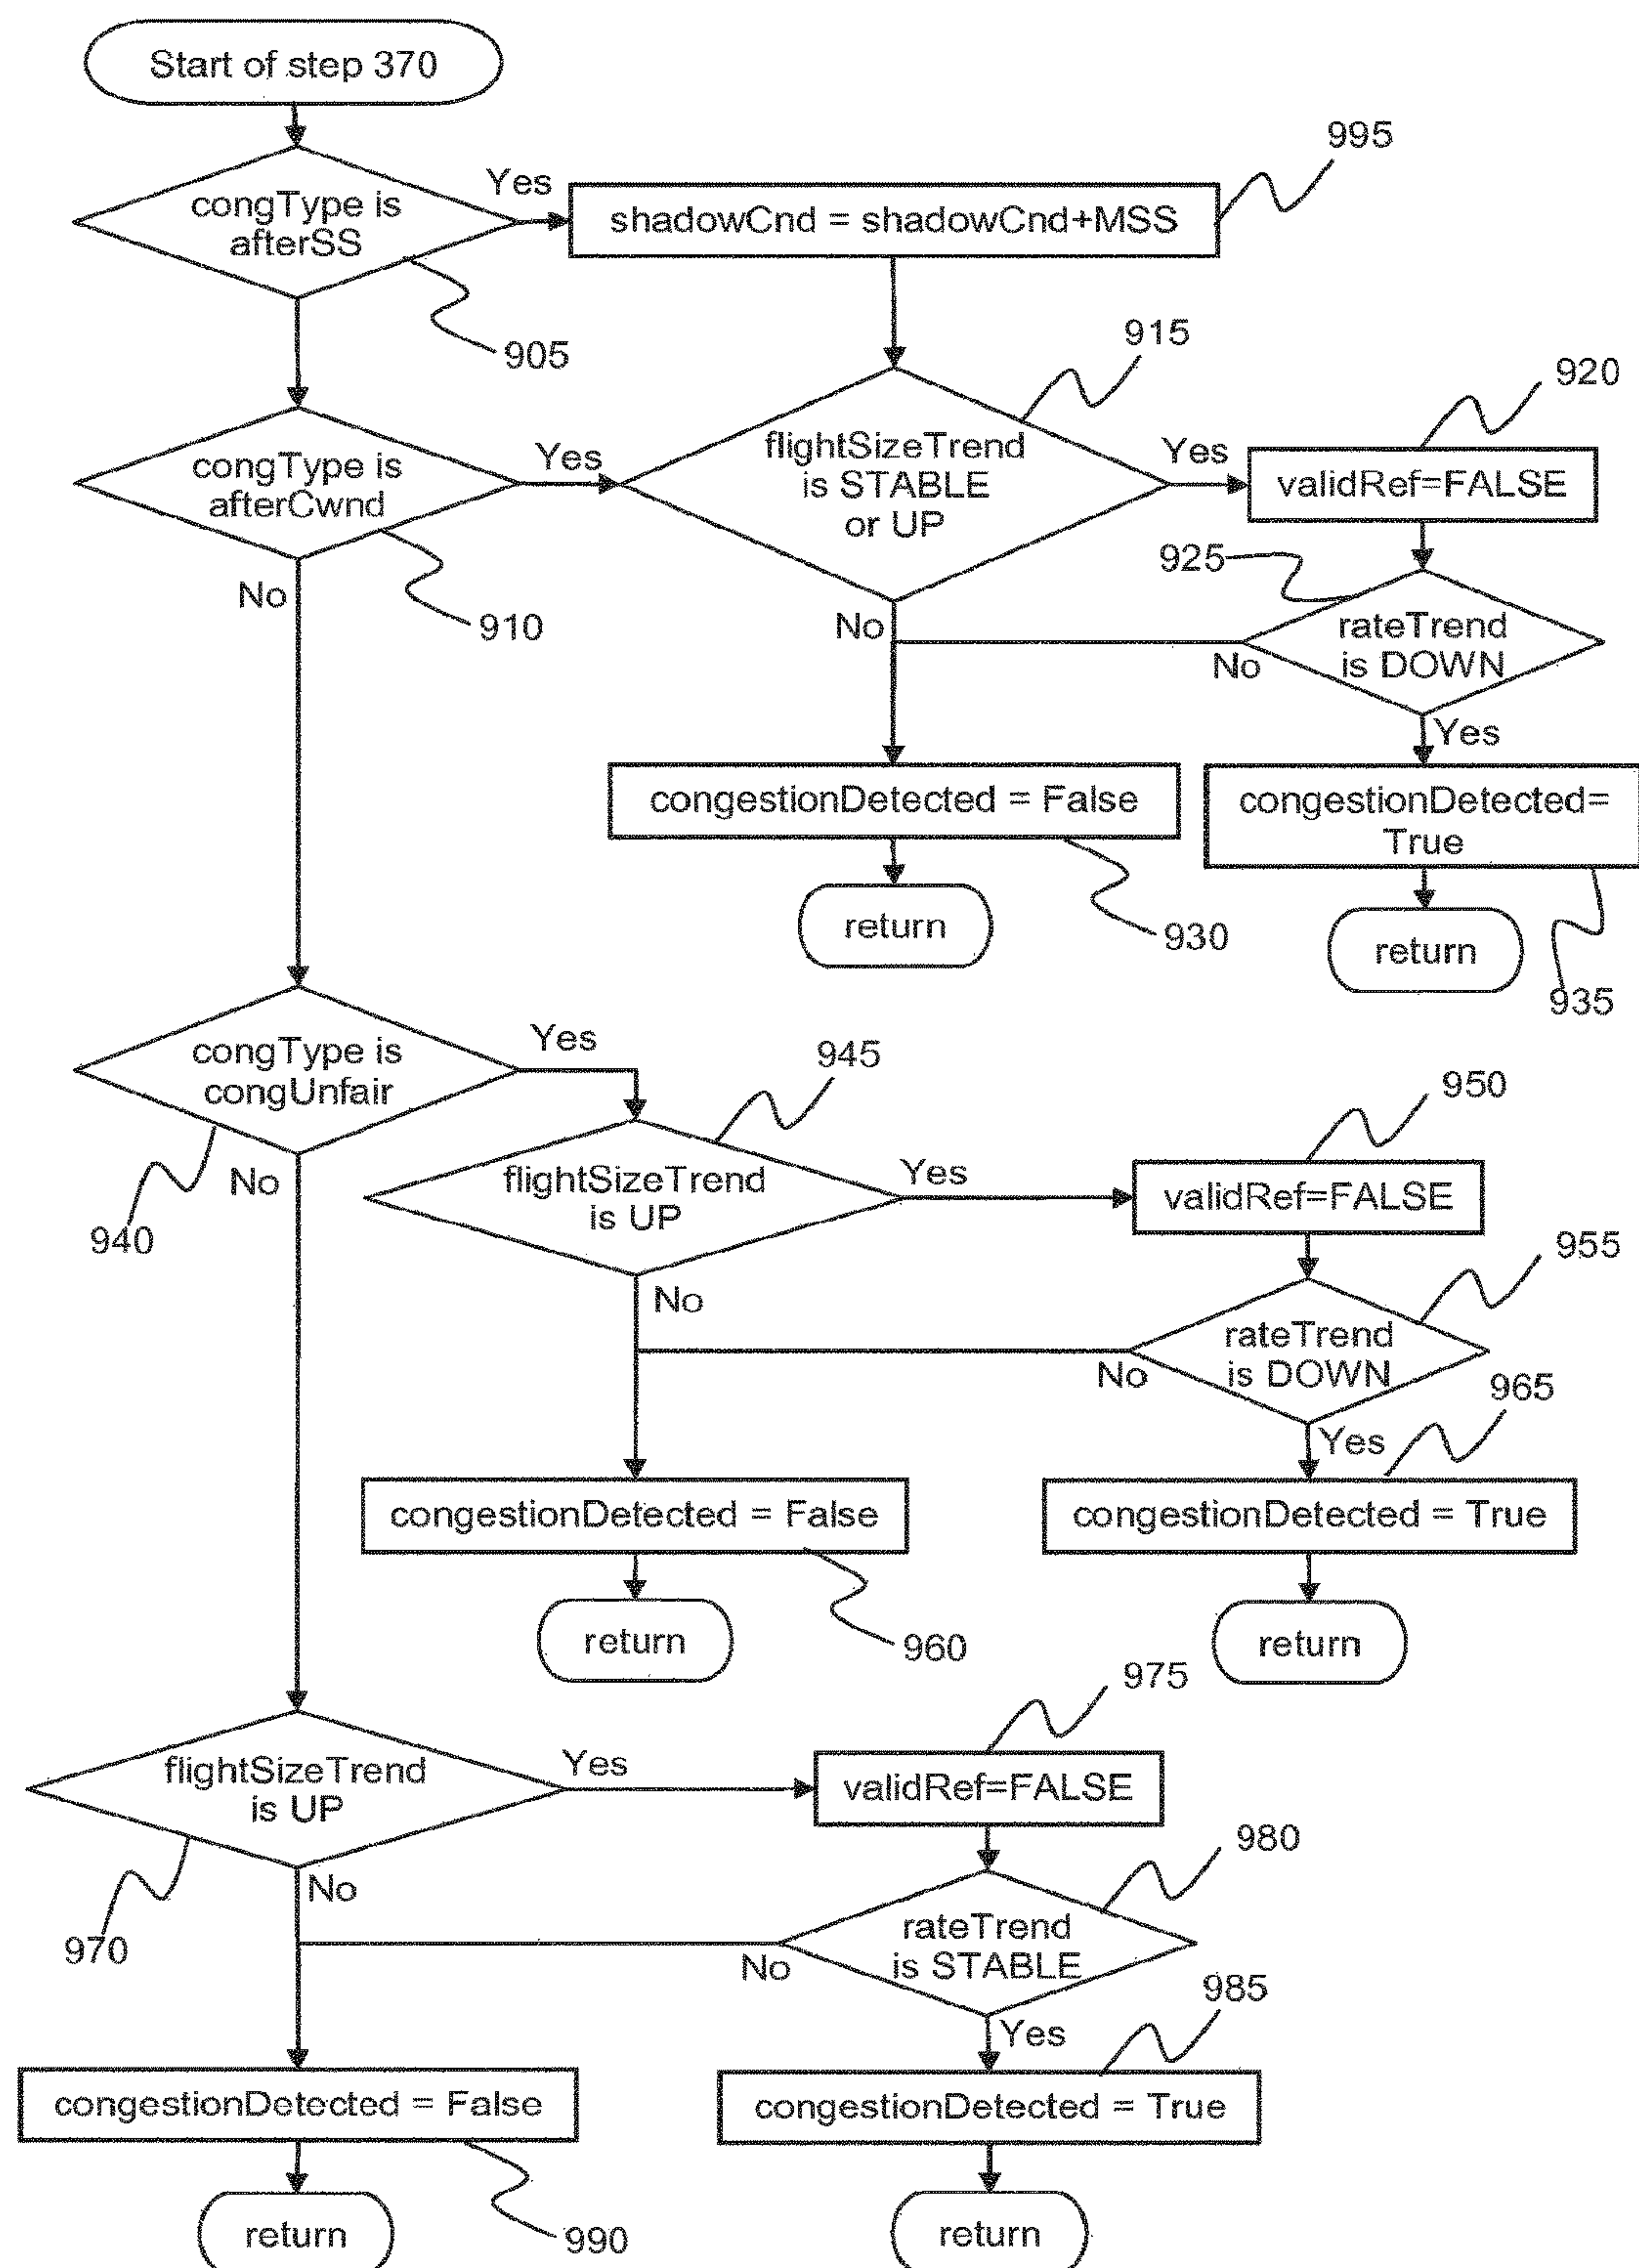 Start of step 370
995
Yes
congType is
afterSS
shadowCnd = shadowCnd+MSS
905
915
920
congType is
afterCwnd
Yes
flightSizeTrend
is STABLE
or UP
Yes
validRef=FALSE
925
No
910
No
rateTrend
is DOWN
No
Yes
congestionDetected = False
congestionDetected=
True
return
930
return
935
congType is
congUnfair
Yes
945
950
940
No
flightSizeTrend
is UP
Yes
validRef=FALSE
955
No
rateTrend
is DOWN
No
965
Yes
congestionDetected = False
congestionDetected = True
return
960
return
975
flightSizeTrend
is UP
Yes
validRef=FALSE
980
970
No
rateTrend
is STABLE
No
985
Yes
congestionDetected = False
congestionDetected = True
return
990
return